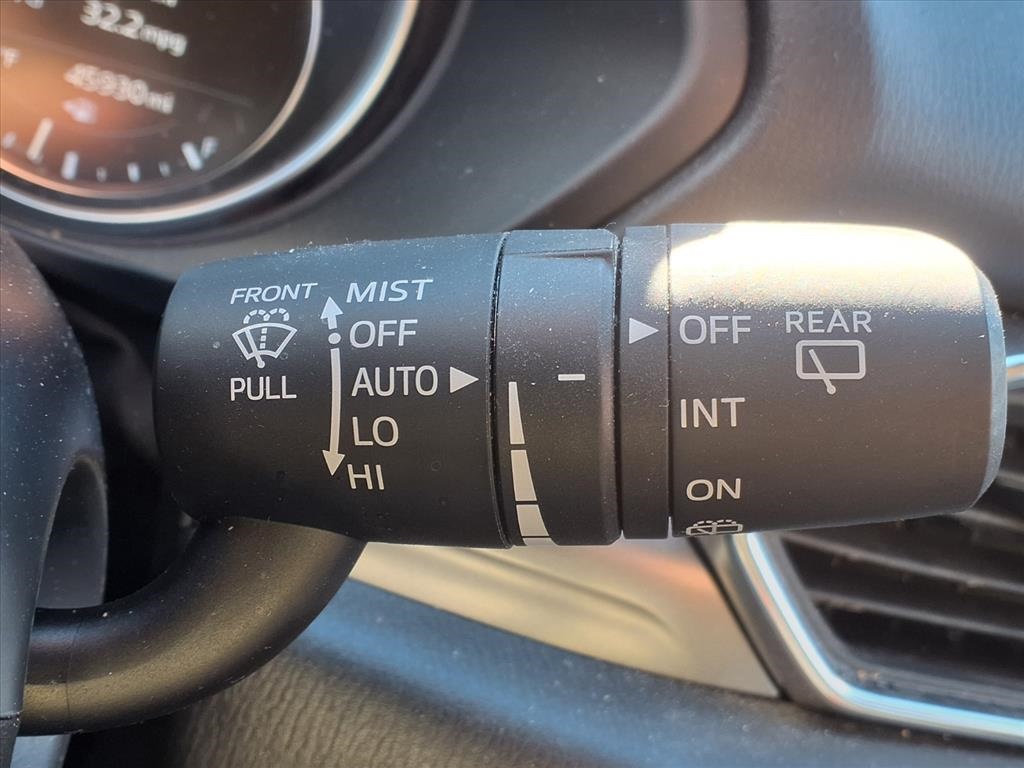 32.2 mpg
45930 mi
F
FRONT
MIST
OFF
PULL
AUTO
LO
HI
OFF
REAR
INT
ON